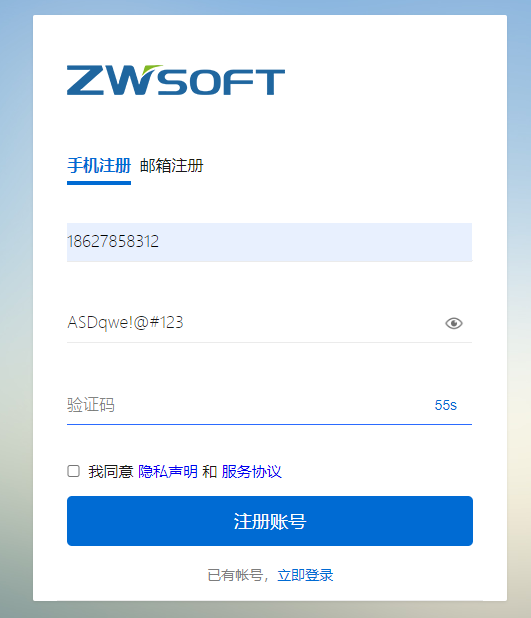 ZWSOFT
手机注册 邮箱注册
18627858312
ASDqwe!@#123
验证码 55s
我同意 隐私声明 和 服务协议
注册账号
已有帐号，立即登录